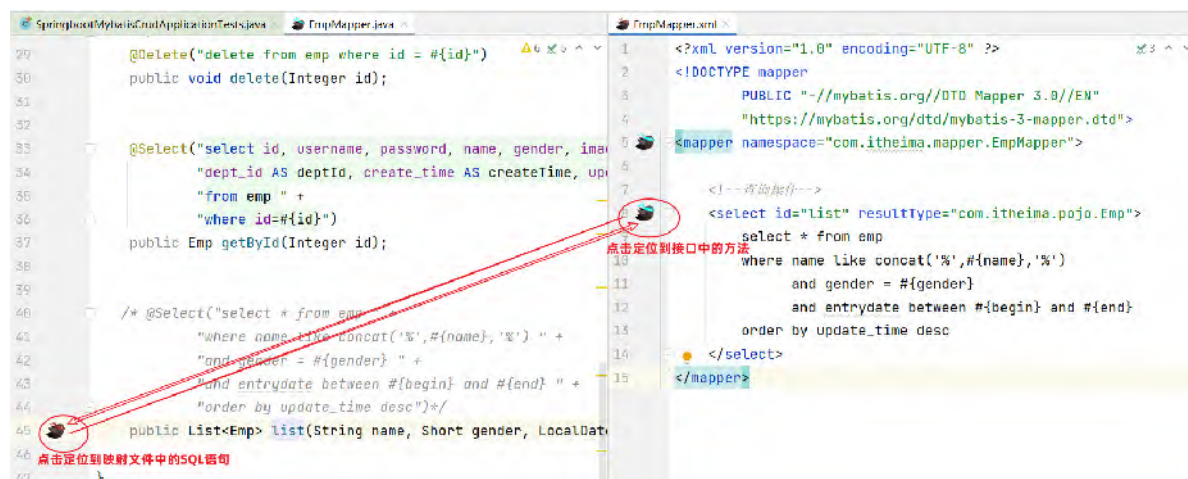 SpringbootMybatisCrudApplicationTests.java
EmpMapper.java
29 @Delete("delete from emp where id = #{id}")
6 5
30 public void delete(Integer id);
31
32
33 @Select("select id, username, password, name, gender, ima
34 "dept_id AS deptId, create_time AS createTime, up
35 "from emp " +
36 "where id=#{id}")
37 public Emp getById(Integer id);
38
39
40 /* @Select("select * from emp
41 "where name like concat('%',#{name},'%') " +
42 "and gender = #{gender} " +
43 "and entrydate between #{begin} and #{end} " +
44 "order by update_time desc")*/
45 public List<Emp> list(String name, Short gender, LocalDat
46
点击定位到映射文件中的SQL语句
47 }
EmpMapper.xml
1 <?xml version="1.0" encoding="UTF-8" ?>
3
2 <!DOCTYPE mapper
3 PUBLIC "-//mybatis.org//DTD Mapper 3.0//EN"
4 "https://mybatis.org/dtd/mybatis-3-mapper.dtd">
5 <mapper namespace="com.itheima.mapper.EmpMapper">
6
7 <!--查询操作-->
8 <select id="list" resultType="com.itheima.pojo.Emp">
select * from emp
点击定位到接口中的方法
10 where name like concat('%',#{name},'%')
11 and gender = #{gender}
12 and entrydate between #{begin} and #{end}
13 order by update_time desc
14 </select>
15 </mapper>